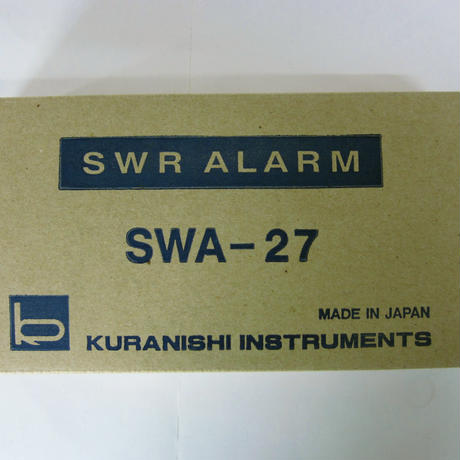 SWR ALARM
SWA-27
MADE IN JAPAN
KURANISHI INSTRUMENTS